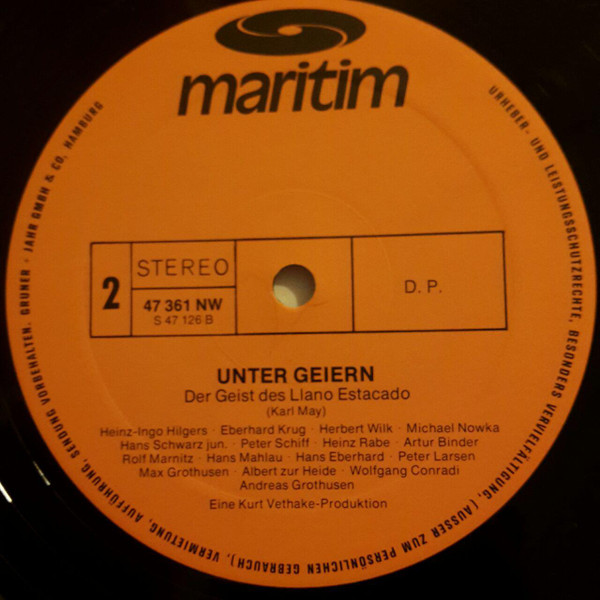 maritim
2
STEREO
47 361 NW
S 47 126 B
D. P.
UNTER GEIERN
Der Geist des Llano Estacado
(Karl May)
Heinz-Ingo Hilgers · Eberhard Krug · Herbert Wilk · Michael Nowka
Hans Schwarz jun. · Peter Schiff · Heinz Rabe · Artur Binder
Rolf Marnitz · Hans Mahlau · Hans Eberhard · Peter Larsen
Max Grothusen · Albert zur Heide · Wolfgang Conradi
Andreas Grothusen
Eine Kurt Vethake-Produktion
URHEBER- UND LEISTUNGSSCHUTZRECHTE, BESONDERS VERVIELFÄLTIGUNG, (AUSSER ZUM PERSÖNLICHEN GEBRAUCH), VERMIETUNG, AUFFÜHRUNG, SENDUNG VORBEHALTEN. GRUNER · JAHR GMBH & CO, HAMBURG